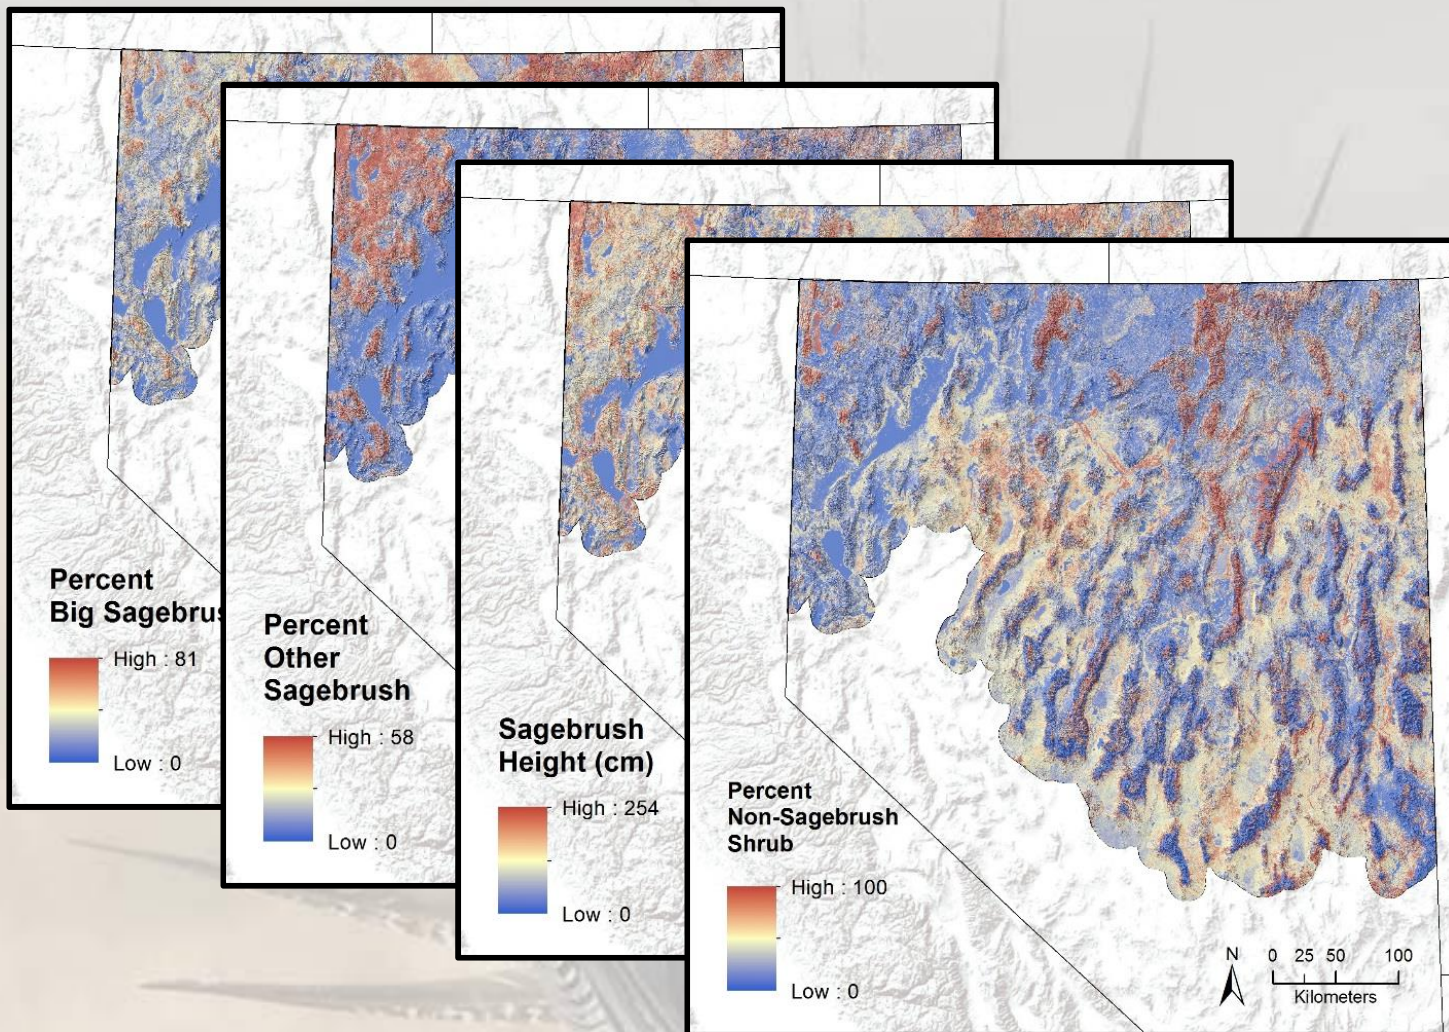 Percent
Big Sagebrus
High : 81
Low : 0
Percent
Other
Sagebrush
High : 58
Low : 0
Sagebrush
Height (cm)
High : 254
Low : 0
Percent
Non-Sagebrush
Shrub
High : 100
Low : 0
N
0 25 50 100
Kilometers